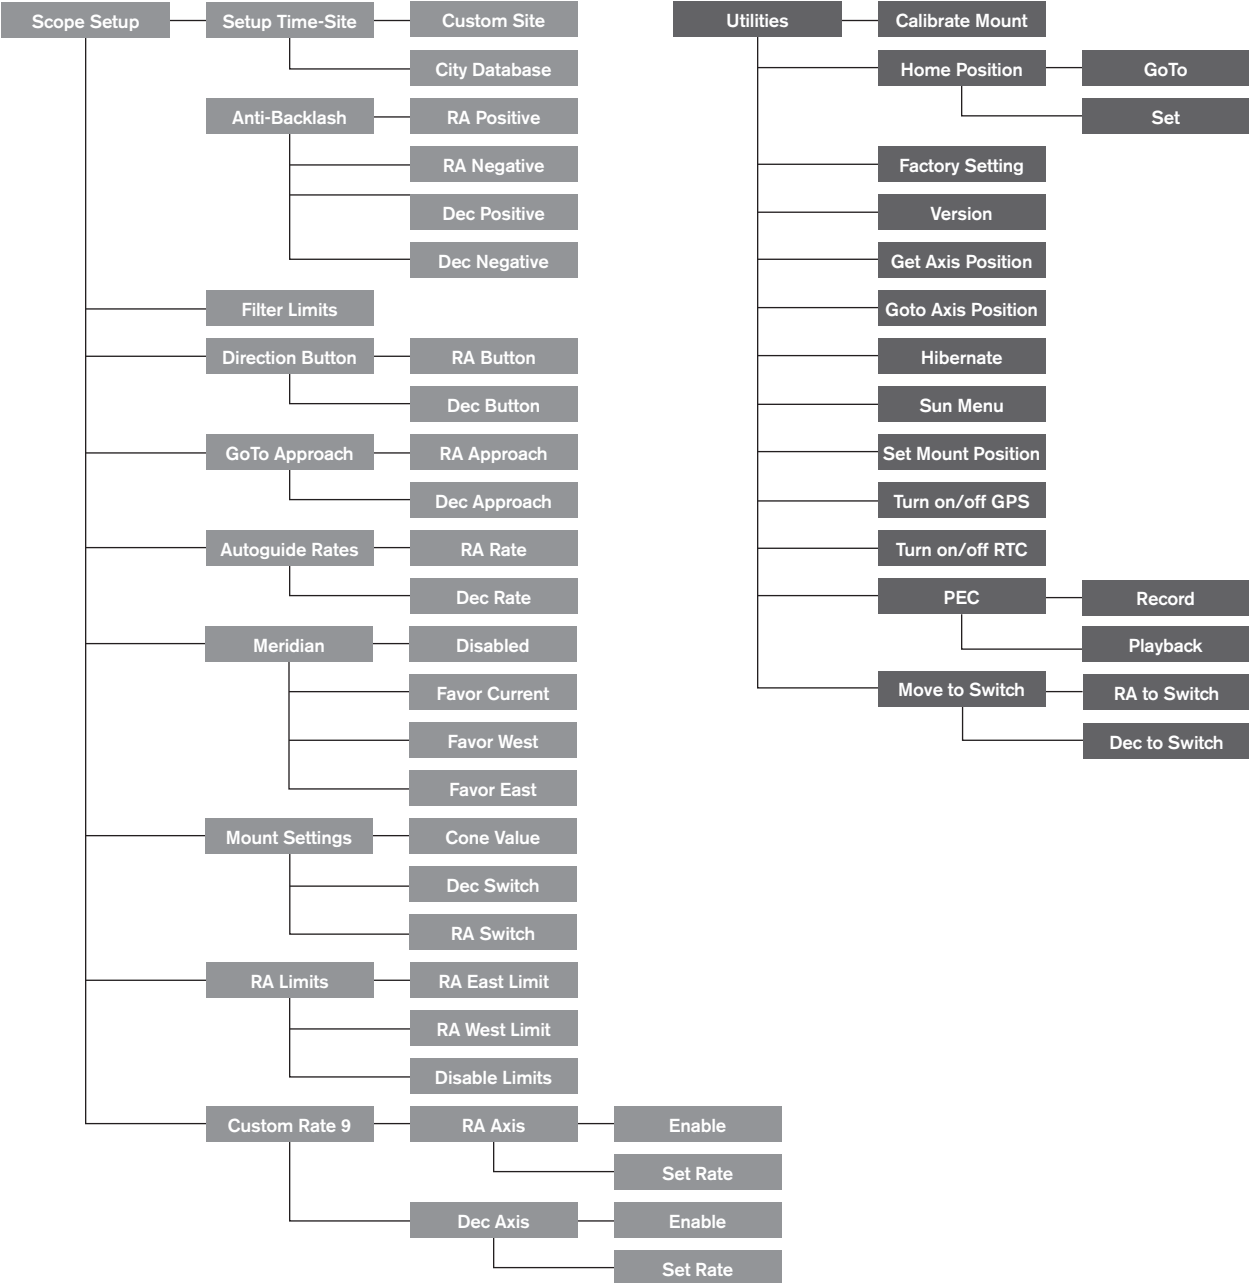 Scope Setup
Setup Time-Site
Custom Site
City Database
Anti-Backlash
RA Positive
RA Negative
Dec Positive
Dec Negative
Filter Limits
Direction Button
RA Button
Dec Button
GoTo Approach
RA Approach
Dec Approach
Autoguide Rates
RA Rate
Dec Rate
Meridian
Disabled
Favor Current
Favor West
Favor East
Mount Settings
Cone Value
Dec Switch
RA Switch
RA Limits
RA East Limit
RA West Limit
Disable Limits
Custom Rate 9
RA Axis
Enable
Set Rate
Dec Axis
Enable
Set Rate
Utilities
Calibrate Mount
Home Position
GoTo
Set
Factory Setting
Version
Get Axis Position
Goto Axis Position
Hibernate
Sun Menu
Set Mount Position
Turn on/off GPS
Turn on/off RTC
PEC
Record
Playback
Move to Switch
RA to Switch
Dec to Switch